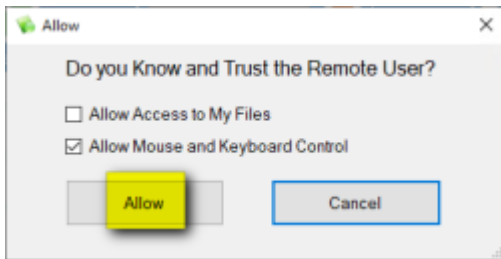 Allow
Do you Know and Trust the Remote User?
Allow Access to My Files
Allow Mouse and Keyboard Control
Allow
Cancel